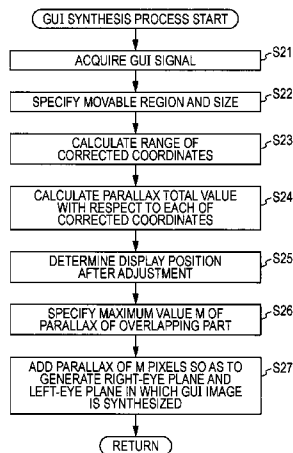 GUI SYNTHESIS PROCESS START
ACQUIRE GUI SIGNAL
S21
SPECIFY MOVABLE REGION AND SIZE
S22
CALCULATE RANGE OF
CORRECTED COORDINATES
S23
CALCULATE PARALLAX TOTAL VALUE
WITH RESPECT TO EACH OF
CORRECTED COORDINATES
S24
DETERMINE DISPLAY POSITION
AFTER ADJUSTMENT
S25
SPECIFY MAXIMUM VALUE M OF
PARALLAX OF OVERLAPPING PART
S26
ADD PARALLAX OF M PIXELS SO AS TO
GENERATE RIGHT-EYE PLANE AND
LEFT-EYE PLANE IN WHICH GUI IMAGE
IS SYNTHESIZED
S27
RETURN